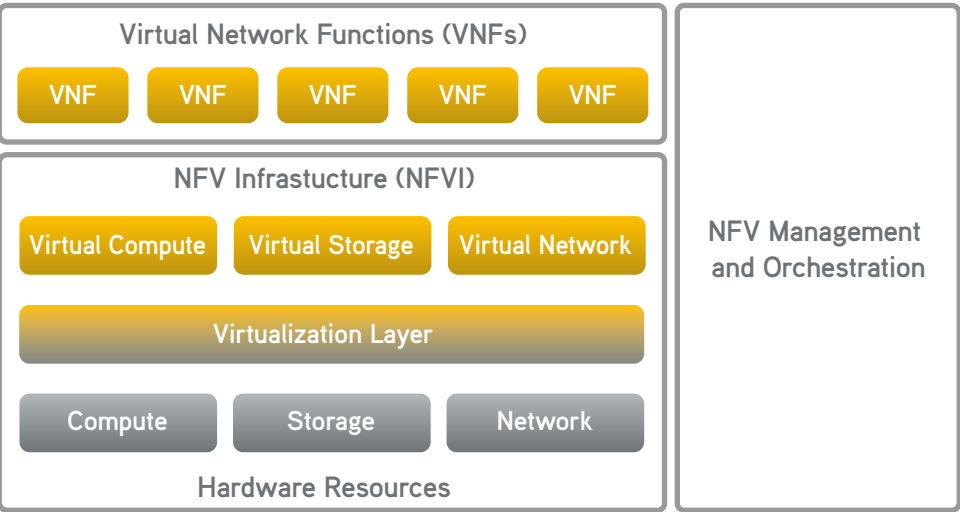 Virtual Network Functions (VNFs)
VNF VNF VNF VNF VNF
NFV Infrastucture (NFVI)
Virtual Compute Virtual Storage Virtual Network
Virtualization Layer
Compute Storage Network
Hardware Resources
NFV Management
and Orchestration